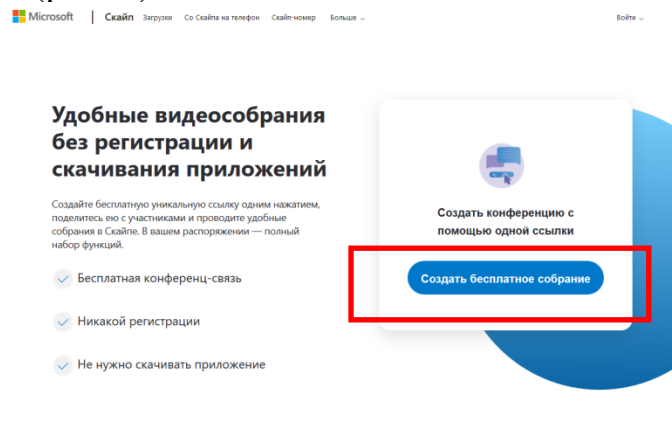 Microsoft | Скайп Загрузки Со Скайпа на телефон Скайп-номер Больше Войти
Удобные видеособрания
без регистрации и
скачивания приложений
Создайте бесплатную уникальную ссылку одним нажатием,
поделитесь ею с участниками и проводите удобные
собрания в Скайпе. В вашем распоряжении — полный
набор функций.
Бесплатная конференц-связь
Никакой регистрации
Не нужно скачивать приложение
Создать конференцию с
помощью одной ссылки
Создать бесплатное собрание